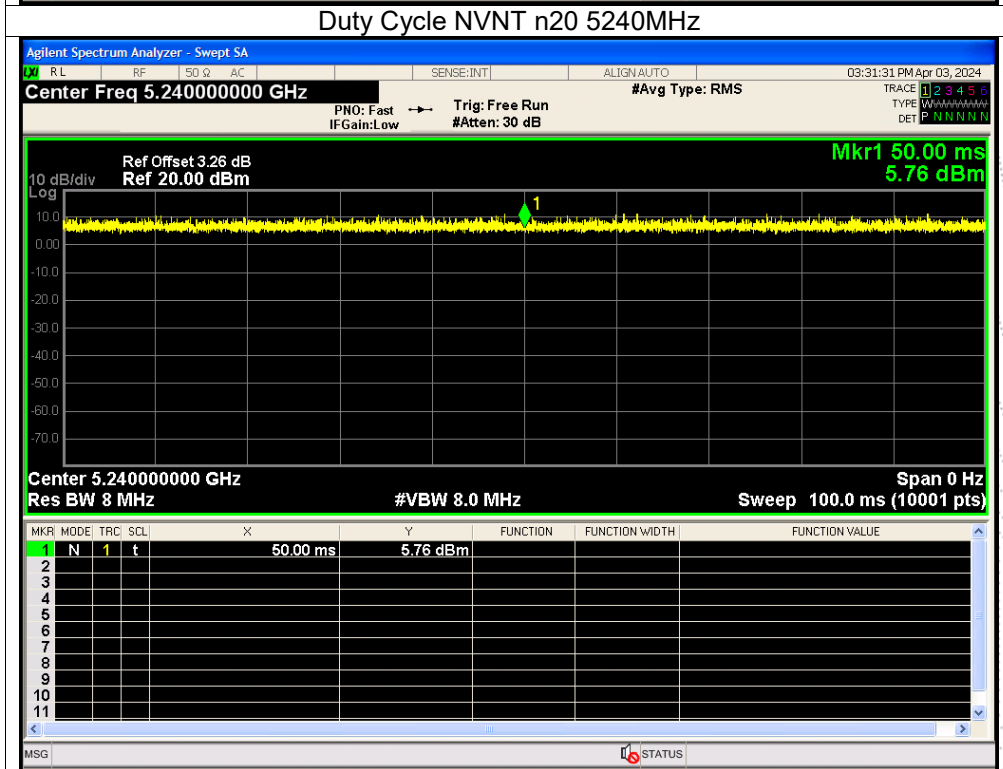 Duty Cycle NVNT n20 5240MHz
Agilent Spectrum Analyzer - Swept SA
LXI RL RF 50 Ω AC SENSE:INT ALIGN AUTO 03:31:31 PM Apr 03, 2024
Center Freq 5.240000000 GHz #Avg Type: RMS TRACE 1 2 3 4 5 6
PNO: Fast Trig: Free Run TYPE WWWWWW
IFGain:Low #Atten: 30 dB DET P N N N N N
Mkr1 50.00 ms
5.76 dBm
Ref Offset 3.26 dB
10 dB/div Ref 20.00 dBm
Log
1
10.0
0.00
-10.0
-20.0
-30.0
-40.0
-50.0
-60.0
-70.0
Center 5.240000000 GHz Span 0 Hz
Res BW 8 MHz #VBW 8.0 MHz Sweep 100.0 ms (10001 pts)
MKR MODE TRC SCL X Y FUNCTION FUNCTION WIDTH FUNCTION VALUE
1 N 1 t 50.00 ms 5.76 dBm
2
3
4
5
6
7
8
9
10
11
MSG STATUS